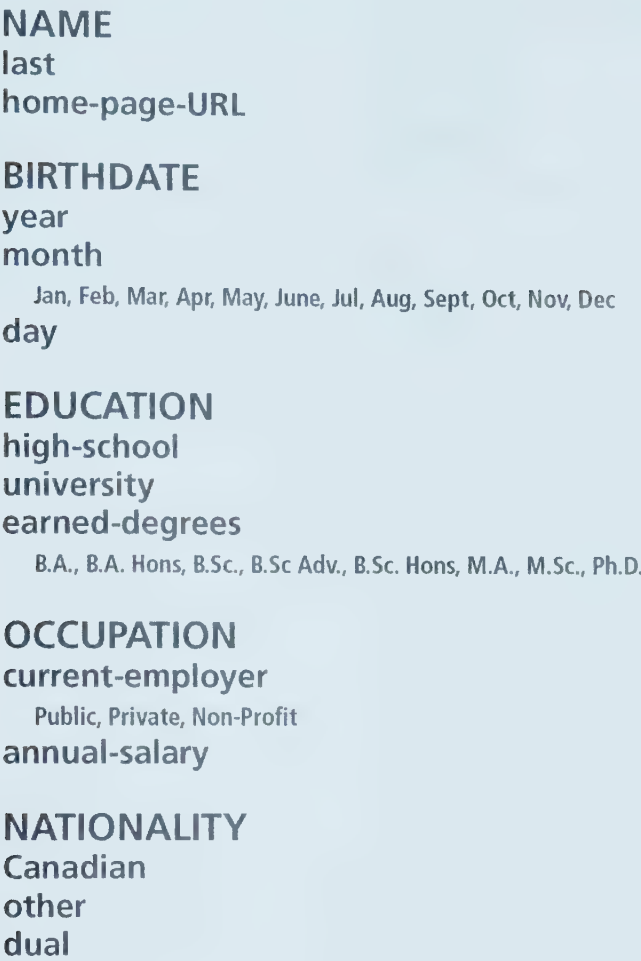 NAME
last
home-page-URL
BIRTHDATE
year
month
Jan, Feb, Mar, Apr, May, June, Jul, Aug, Sept, Oct, Nov, Dec
day
EDUCATION
high-school
university
earned-degrees
B.A., B.A. Hons, B.Sc., B.Sc Adv., B.Sc. Hons, M.A., M.Sc., Ph.D.
OCCUPATION
current-employer
Public, Private, Non-Profit
annual-salary
NATIONALITY
Canadian
other
dual